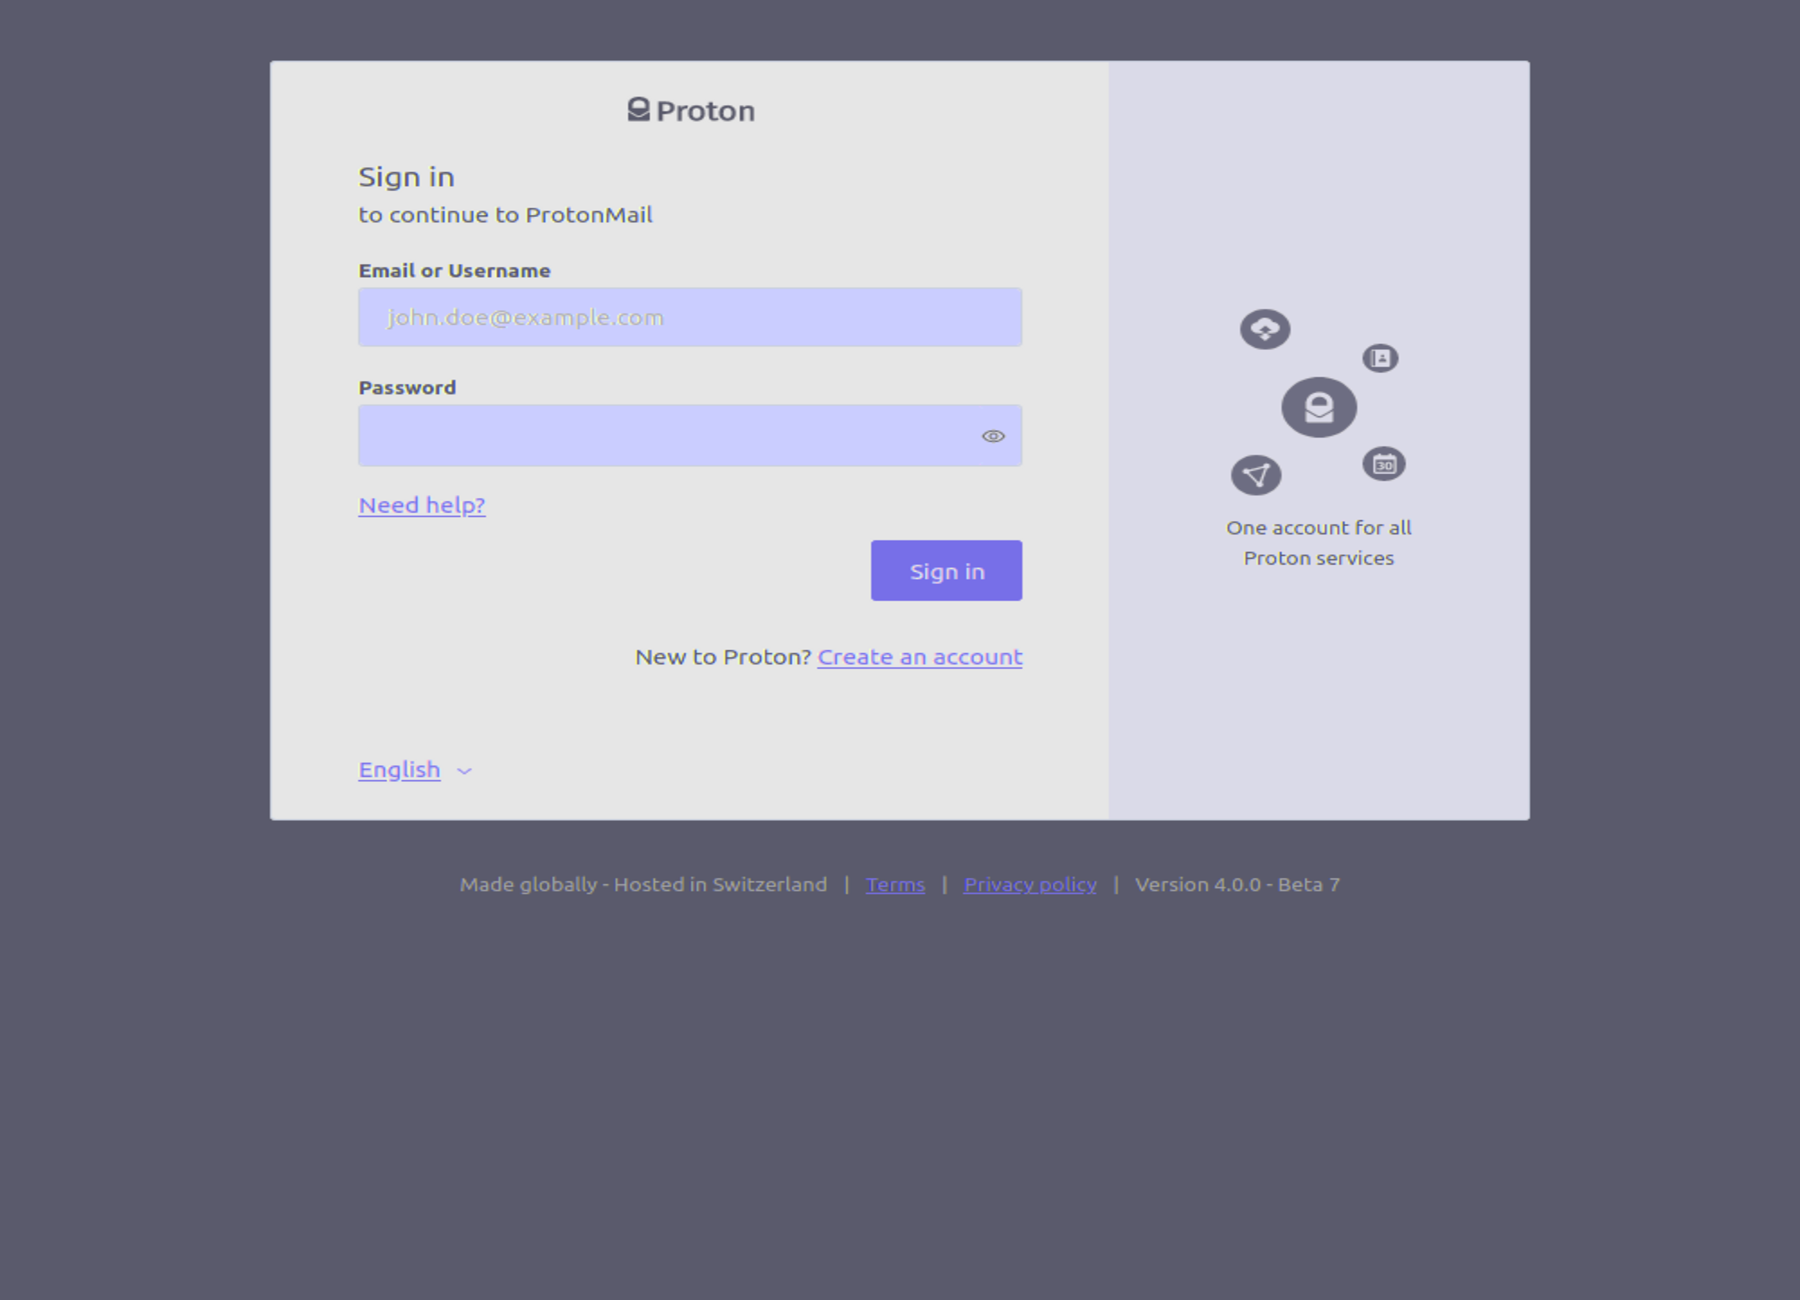 Proton
Sign in
to continue to ProtonMail
Email or Username
john.doe@example.com
Password
Need help?
Sign in
New to Proton? Create an account
English
30
One account for all
Proton services
Made globally - Hosted in Switzerland | Terms | Privacy policy | Version 4.0.0 - Beta 7